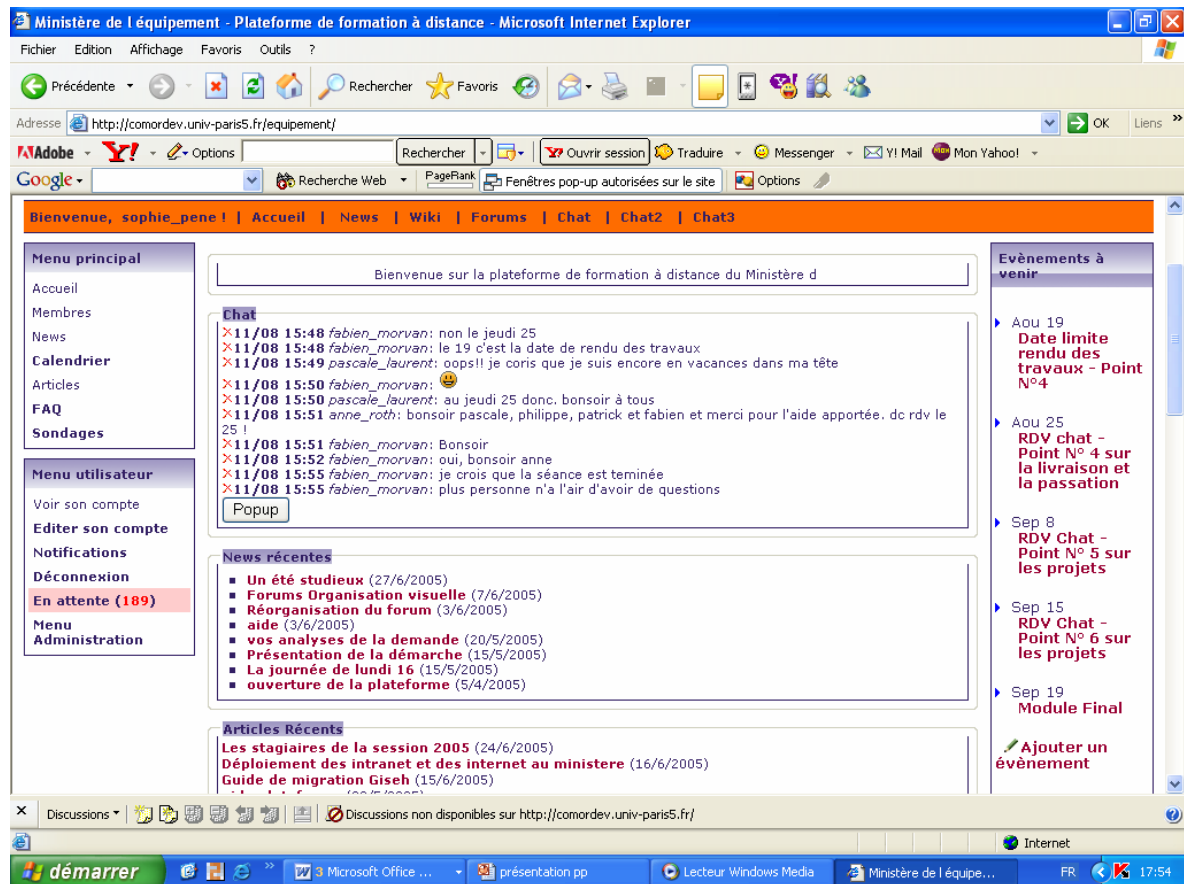 Ministère de l équipement - Plateforme de formation à distance - Microsoft Internet Explorer
Fichier Edition Affichage Favoris Outils ?
Précédente Rechercher Favoris
Adresse http://comordev.univ-paris5.fr/equipement/ OK Liens »
Adobe Y! Options Rechercher Ouvrir session Traduire Messenger Y! Mail Mon Yahoo!
Google Recherche Web PageRank Fenêtres pop-up autorisées sur le site Options
Bienvenue, sophie_pene ! | Accueil | News | Wiki | Forums | Chat | Chat2 | Chat3
Menu principal
Accueil
Membres
News
Calendrier
Articles
FAQ
Sondages
Menu utilisateur
Voir son compte
Editer son compte
Notifications
Déconnexion
En attente (189)
Menu
Administration
Bienvenue sur la plateforme de formation à distance du Ministère d
Chat
11/08 15:48 fabien_morvan: non le jeudi 25
11/08 15:48 fabien_morvan: le 19 c'est la date de rendu des travaux
11/08 15:49 pascale_laurent: oops!! je coris que je suis encore en vacances dans ma tête
11/08 15:50 fabien_morvan:
11/08 15:50 pascale_laurent: au jeudi 25 donc. bonsoir à tous
11/08 15:51 anne_roth: bonsoir pascale, philippe, patrick et fabien et merci pour l'aide apportée. dc rdv le
25 !
11/08 15:51 fabien_morvan: Bonsoir
11/08 15:52 fabien_morvan: oui, bonsoir anne
11/08 15:55 fabien_morvan: je crois que la séance est teminée
11/08 15:55 fabien_morvan: plus personne n'a l'air d'avoir de questions
Popup
News récentes
Un été studieux (27/6/2005)
Forums Organisation visuelle (7/6/2005)
Réorganisation du forum (3/6/2005)
aide (3/6/2005)
vos analyses de la demande (20/5/2005)
Présentation de la démarche (15/5/2005)
La journée de lundi 16 (15/5/2005)
ouverture de la plateforme (5/4/2005)
Articles Récents
Les stagiaires de la session 2005 (24/6/2005)
Déploiement des intranet et des internet au ministere (16/6/2005)
Guide de migration Giseh (15/6/2005)
Evènements à
venir
Aou 19
Date limite
rendu des
travaux - Point
N°4
Aou 25
RDV chat -
Point N° 4 sur
la livraison et
la passation
Sep 8
RDV Chat -
Point N° 5 sur
les projets
Sep 15
RDV Chat -
Point N° 6 sur
les projets
Sep 19
Module Final
Ajouter un
évènement
Discussions Discussions non disponibles sur http://comordev.univ-paris5.fr/
Internet
démarrer » 3 Microsoft Office ... présentation pp Lecteur Windows Media Ministère de l équipe... FR 17:54